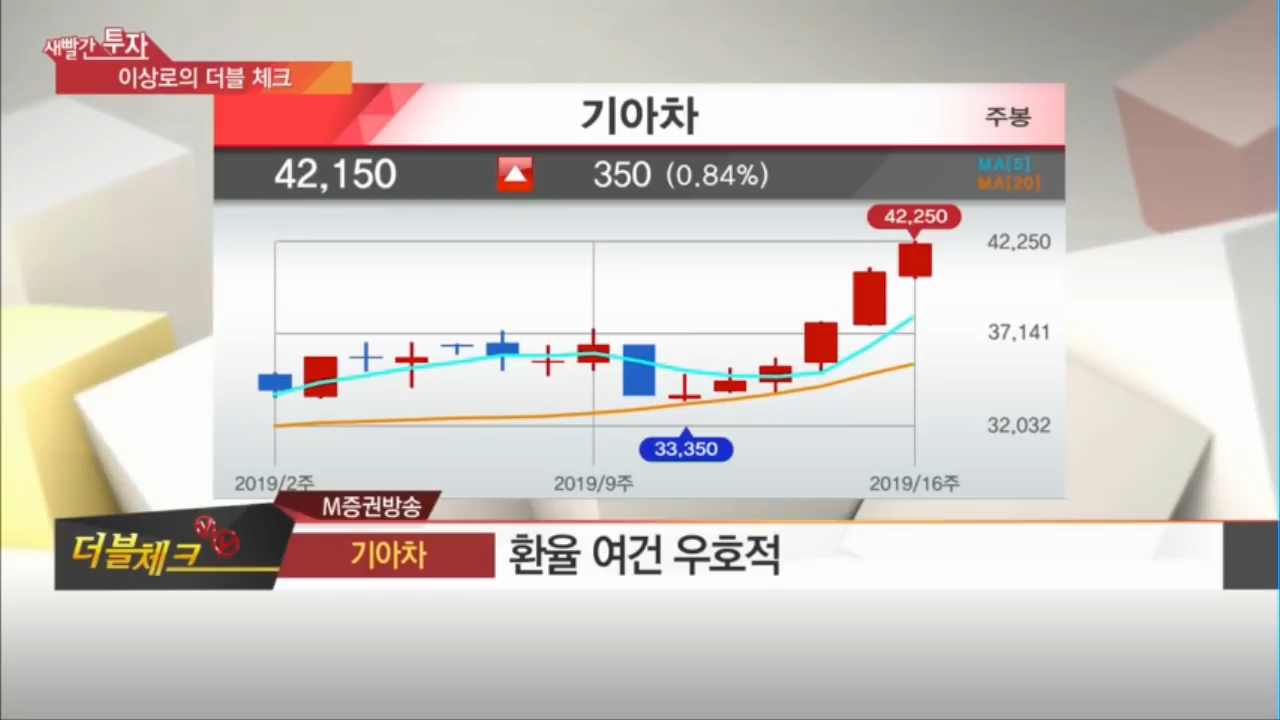 새빨간 투자
이상로의 더블 체크
기아차
주봉
42,150
350 (0.84%)
MA[5]
MA[20]
42,250
42,250
37,141
32,032
33,350
2019/2주
2019/9주
2019/16주
M증권방송
더블체크
기아차
환율 여건 우호적